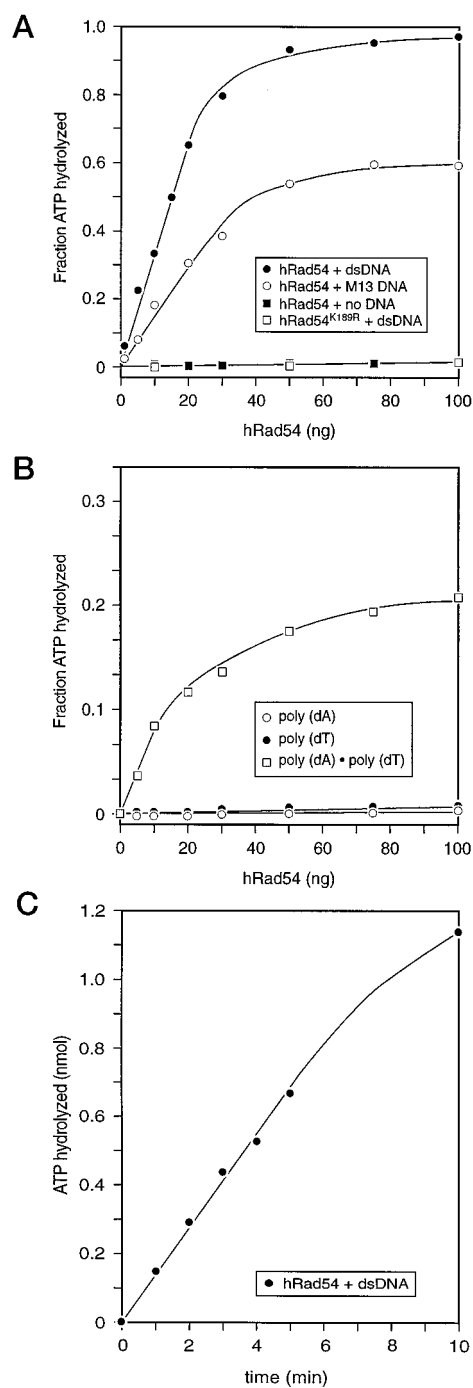 A
1.0
0.8
0.6
0.4
0.2
0
Fraction ATP hydrolyzed
hRad54 + dsDNA
hRad54 + M13 DNA
hRad54 + no DNA
hRad54K189R + dsDNA
0 20 40 60 80 100
hRad54 (ng)
B
0.3
0.2
0.1
0
Fraction ATP hydrolyzed
poly (dA)
poly (dT)
poly (dA) • poly (dT)
0 20 40 60 80 100
hRad54 (ng)
C
1.2
1.0
0.8
0.6
0.4
0.2
0
ATP hydrolyzed (nmol)
hRad54 + dsDNA
0 2 4 6 8 10
time (min)